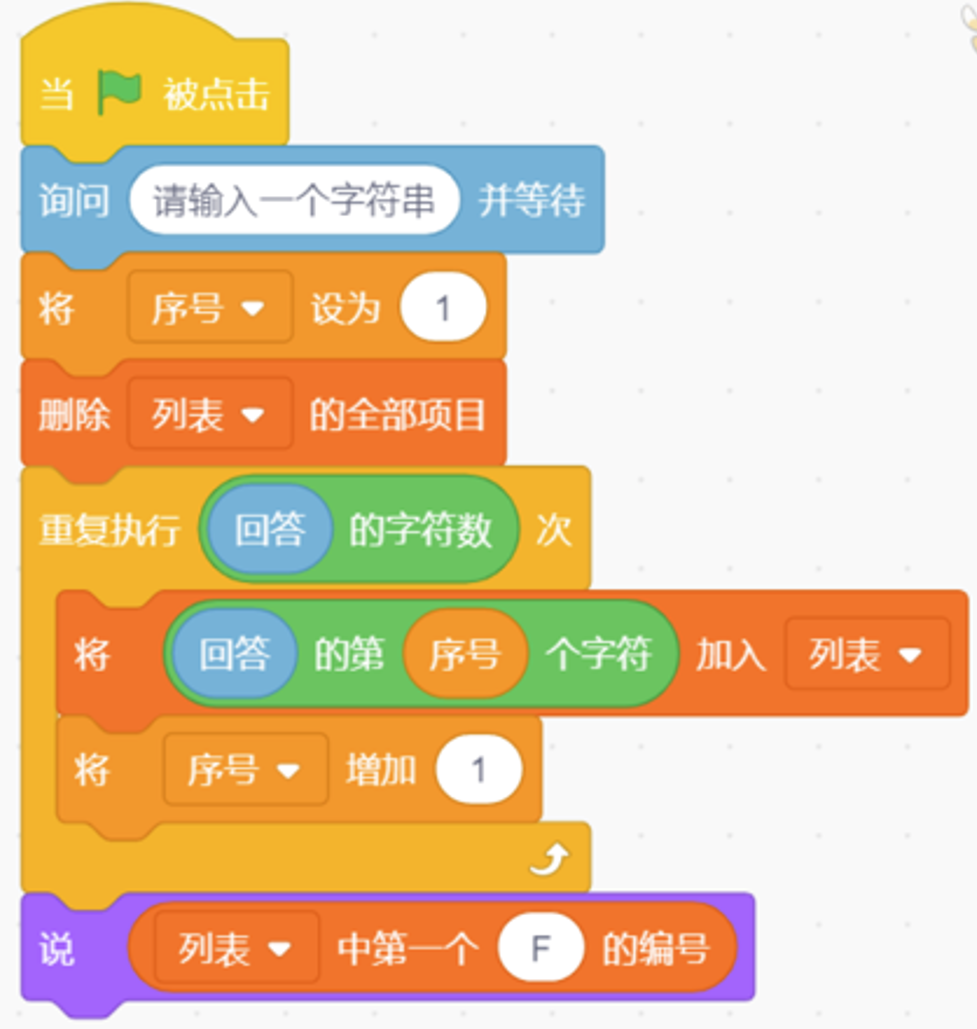 当 被点击
询问 请输入一个字符串 并等待
将 序号 设为 1
删除 列表 的全部项目
重复执行 回答 的字符数 次
将 回答 的第 序号 个字符 加入 列表
将 序号 增加 1
说 列表 中第一个 F 的编号